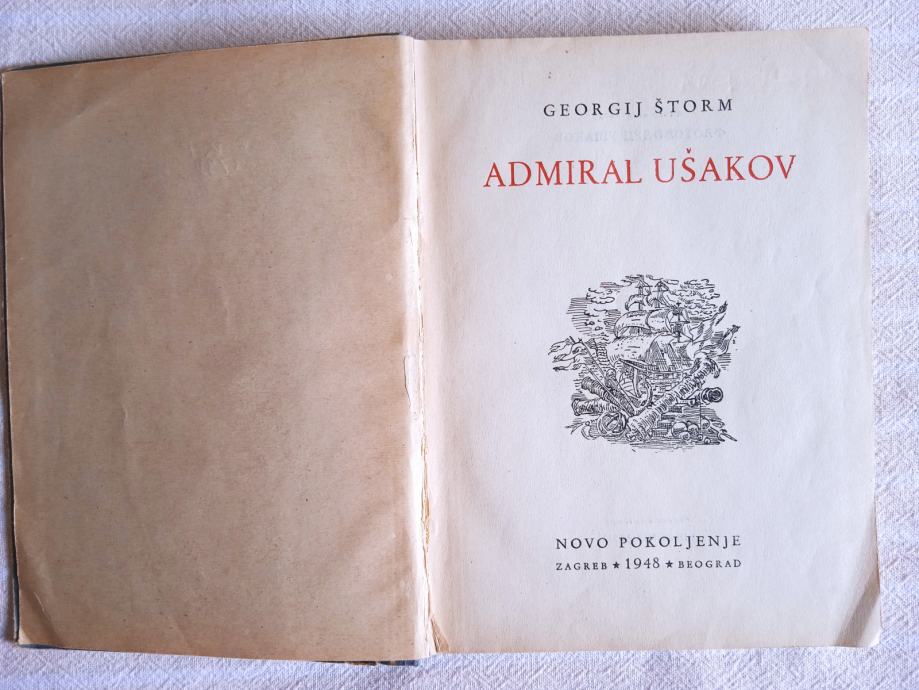 GEORGIJ ŠTORM
ADMIRAL UŠAKOV
NOVO POKOLJENJE
ZAGREB ★ 1948 ★ BEOGRAD